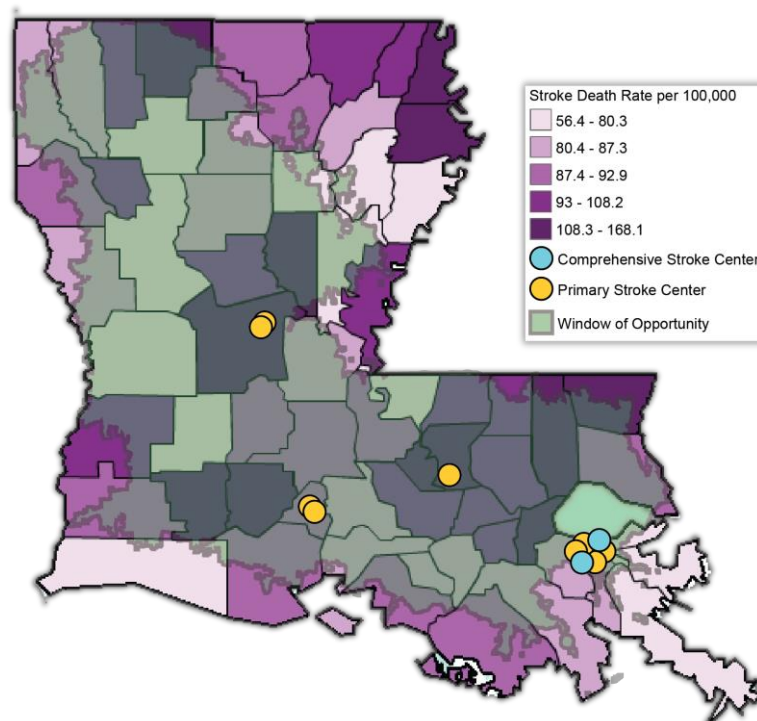 Stroke Death Rate per 100,000
56.4 - 80.3
80.4 - 87.3
87.4 - 92.9
93 - 108.2
108.3 - 168.1
Comprehensive Stroke Center
Primary Stroke Center
Window of Opportunity